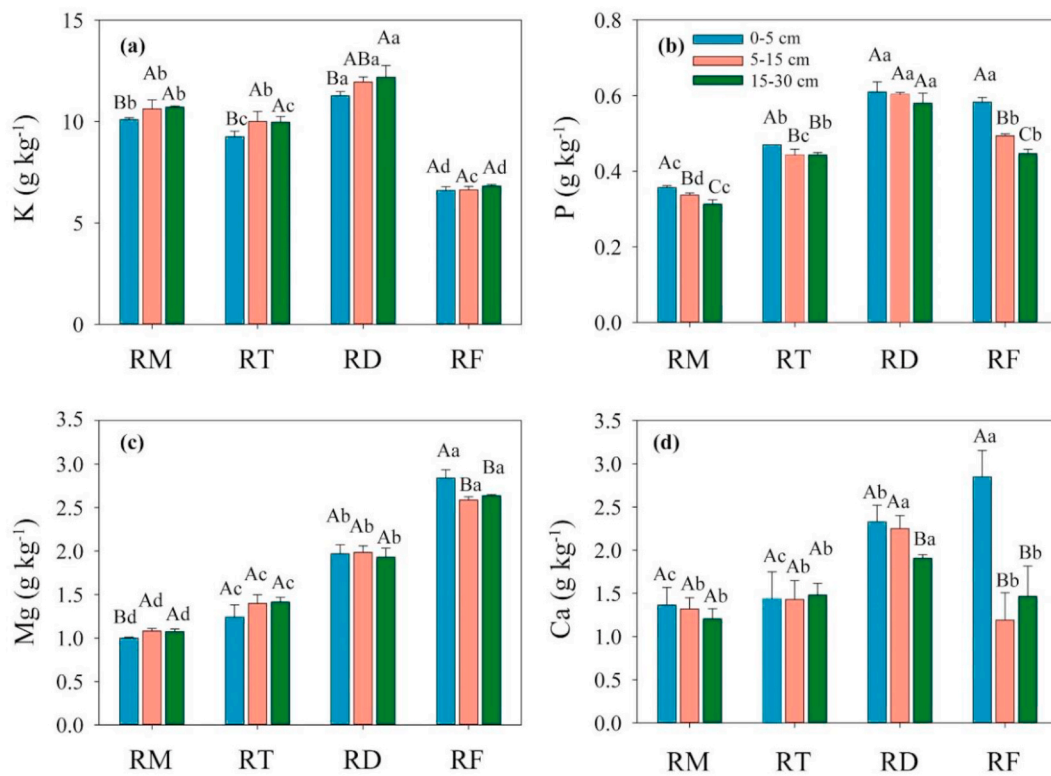 (a)
K (g kg⁻¹)
15
10
5
0
Bb Ab Ab
Bc Ab Ac
Ba ABa Aa
Ad Ac Ad
RM RT RD RF
(b)
P (g kg⁻¹)
0.8
0.6
0.4
0.2
0.0
0-5 cm
5-15 cm
15-30 cm
Ac Bd Cc
Ab Bc Bb
Aa Aa Aa
Aa Bb Cb
RM RT RD RF
(c)
Mg (g kg⁻¹)
3.5
3.0
2.5
2.0
1.5
1.0
0.5
0.0
Bd Ad Ad
Ac Ac Ac
Ab Ab Ab
Aa Ba Ba
RM RT RD RF
(d)
Ca (g kg⁻¹)
3.5
3.0
2.5
2.0
1.5
1.0
0.5
0.0
Ac Ab Ab
Ac Ab Ab
Ab Aa Ba
Aa Bb Bb
RM RT RD RF